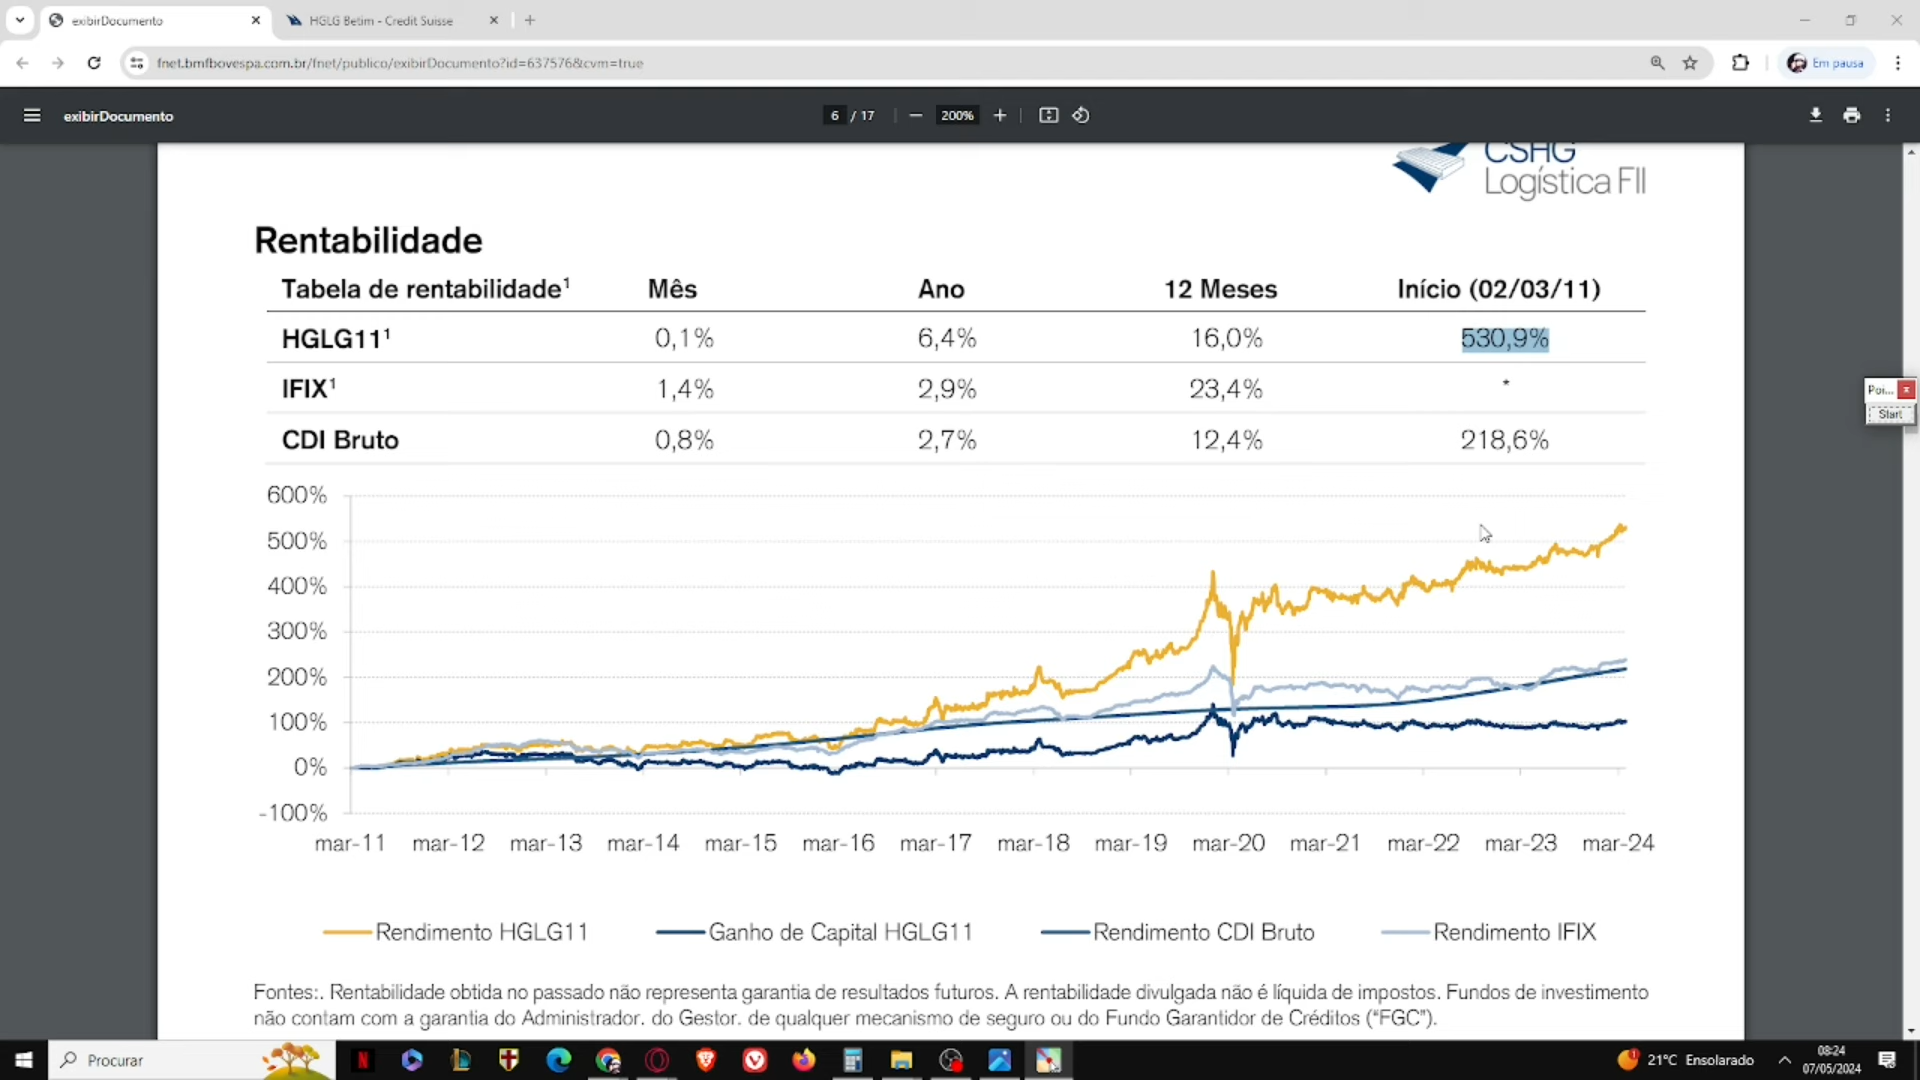 exibirDocumento
HGLG Betim - Credit Suisse
fnet.bmfbovespa.com.br/fnet/publico/exibirDocumento?id=637576&cvm=true
Em pausa
exibirDocumento
6 / 17
200%
CSHG
Logística FII
Rentabilidade
Tabela de rentabilidade¹ Mês Ano 12 Meses Início (02/03/11)
HGLG11¹ 0,1% 6,4% 16,0% 530,9%
IFIX¹ 1,4% 2,9% 23,4% *
CDI Bruto 0,8% 2,7% 12,4% 218,6%
Poi...
Start
600%
500%
400%
300%
200%
100%
0%
-100%
mar-11 mar-12 mar-13 mar-14 mar-15 mar-16 mar-17 mar-18 mar-19 mar-20 mar-21 mar-22 mar-23 mar-24
Rendimento HGLG11 Ganho de Capital HGLG11 Rendimento CDI Bruto Rendimento IFIX
Fontes:. Rentabilidade obtida no passado não representa garantia de resultados futuros. A rentabilidade divulgada não é líquida de impostos. Fundos de investimento
não contam com a garantia do Administrador. do Gestor. de qualquer mecanismo de seguro ou do Fundo Garantidor de Créditos (“FGC”).
Procurar
21°C Ensolarado
08:24
07/05/2024